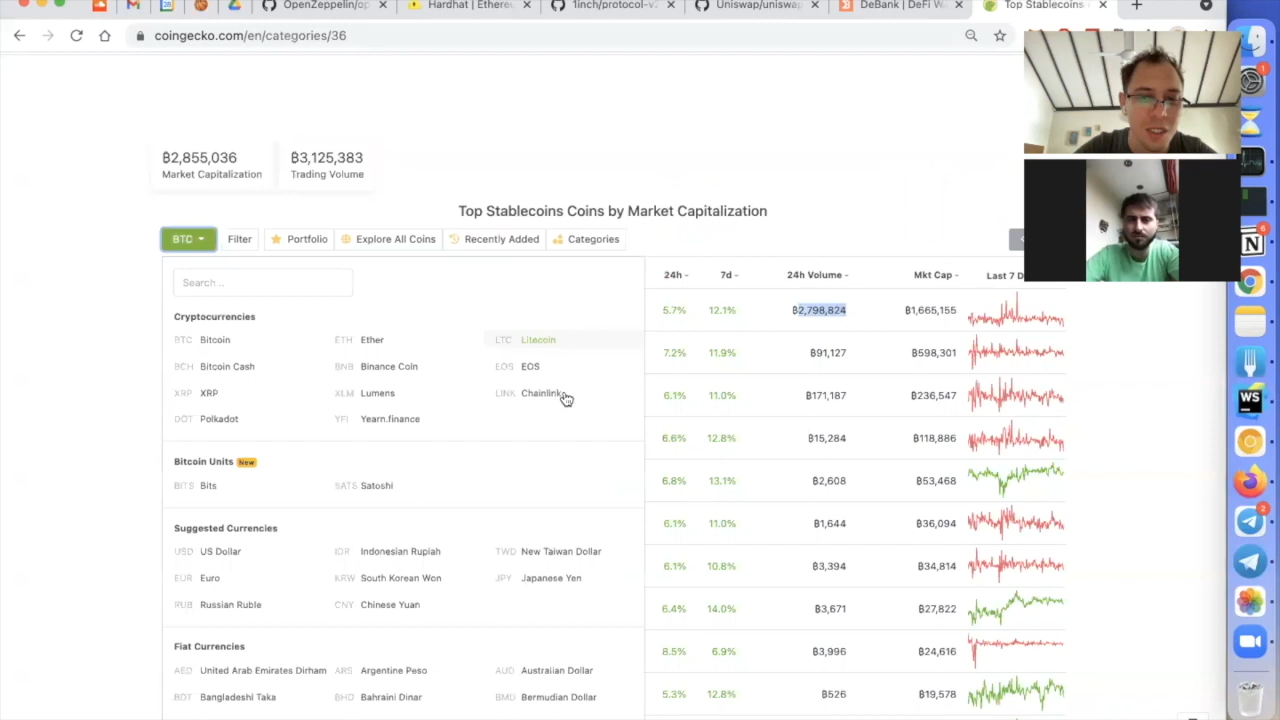 OpenZeppelin/op
Hardhat | Ethereu
1inch/protocol-v
Uniswap/uniswap
DeBank | DeFi W
Top Stablecoins
coingecko.com/en/categories/36
₿2,855,036
Market Capitalization
₿3,125,383
Trading Volume
Top Stablecoins Coins by Market Capitalization
BTC
Filter
Portfolio
Explore All Coins
Recently Added
Categories
Search...
Cryptocurrencies
BTC Bitcoin
ETH Ether
LTC Litecoin
BCH Bitcoin Cash
BNB Binance Coin
EOS EOS
XRP XRP
XLM Lumens
LINK Chainlink
DOT Polkadot
YFI Yearn.finance
Bitcoin Units New
BITS Bits
SATS Satoshi
Suggested Currencies
USD US Dollar
IDR Indonesian Rupiah
TWD New Taiwan Dollar
EUR Euro
KRW South Korean Won
JPY Japanese Yen
RUB Russian Ruble
CNY Chinese Yuan
Fiat Currencies
AED United Arab Emirates Dirham
ARS Argentine Peso
AUD Australian Dollar
BDT Bangladeshi Taka
BHD Bahraini Dinar
BMD Bermudian Dollar
24h 7d 24h Volume Mkt Cap Last 7 D
5.7% 12.1% ₿2,798,824 ₿1,665,155
7.2% 11.9% ₿91,127 ₿598,301
6.1% 11.0% ₿171,187 ₿236,547
6.6% 12.8% ₿15,284 ₿118,886
6.8% 13.1% ₿2,608 ₿53,468
6.1% 11.0% ₿1,644 ₿36,094
6.1% 10.8% ₿3,394 ₿34,814
6.4% 14.0% ₿3,671 ₿27,822
8.5% 6.9% ₿3,996 ₿24,616
5.3% 12.8% ₿526 ₿19,578
1
6
WS
2